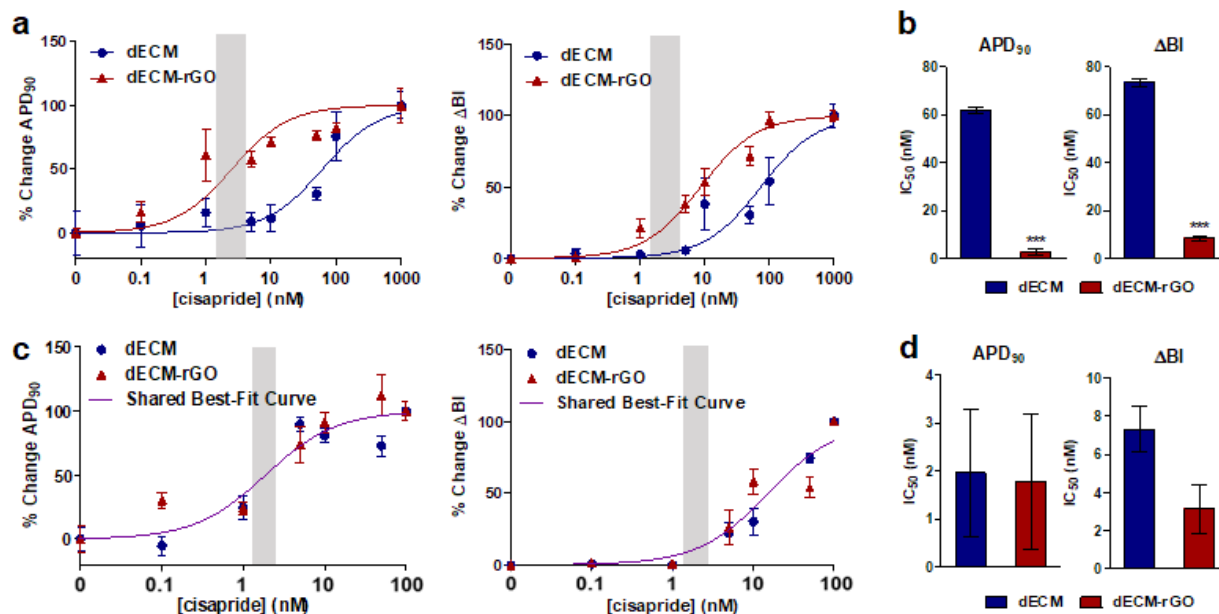 a
% Change APD90
150
100
50
0
dECM
dECM-rGO
0 0.1 1 10 100 1000
[cisapride] (nM)
% Change ΔBI
150
100
50
0
dECM
dECM-rGO
0 0.1 1 10 100 1000
[cisapride] (nM)
b
APD90
IC50 (nM)
80
60
40
20
0
***
ΔBI
IC50 (nM)
80
60
40
20
0
***
dECM dECM-rGO
c
% Change APD90
150
100
50
0
dECM
dECM-rGO
Shared Best-Fit Curve
0 0.1 1 10 100
[cisapride] (nM)
% Change ΔBI
150
100
50
0
dECM
dECM-rGO
Shared Best-Fit Curve
0 0.1 1 10 100
[cisapride] (nM)
d
APD90
IC50 (nM)
4
3
2
1
0
ΔBI
IC50 (nM)
10
8
6
4
2
0
dECM dECM-rGO